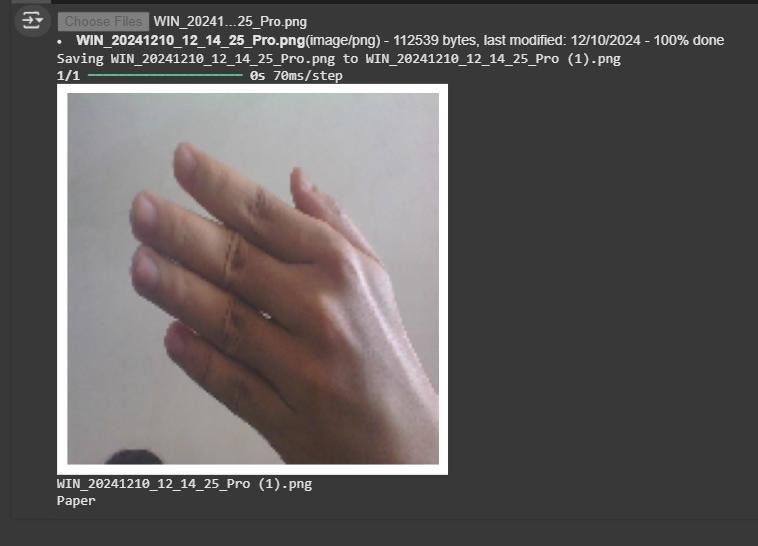 Choose Files WIN_20241...25_Pro.png
• WIN_20241210_12_14_25_Pro.png(image/png) - 112539 bytes, last modified: 12/10/2024 - 100% done
Saving WIN_20241210_12_14_25_Pro.png to WIN_20241210_12_14_25_Pro (1).png
1/1 ━━━━━━━━━━━━━━━━━━━━ 0s 70ms/step
WIN_20241210_12_14_25_Pro (1).png
Paper